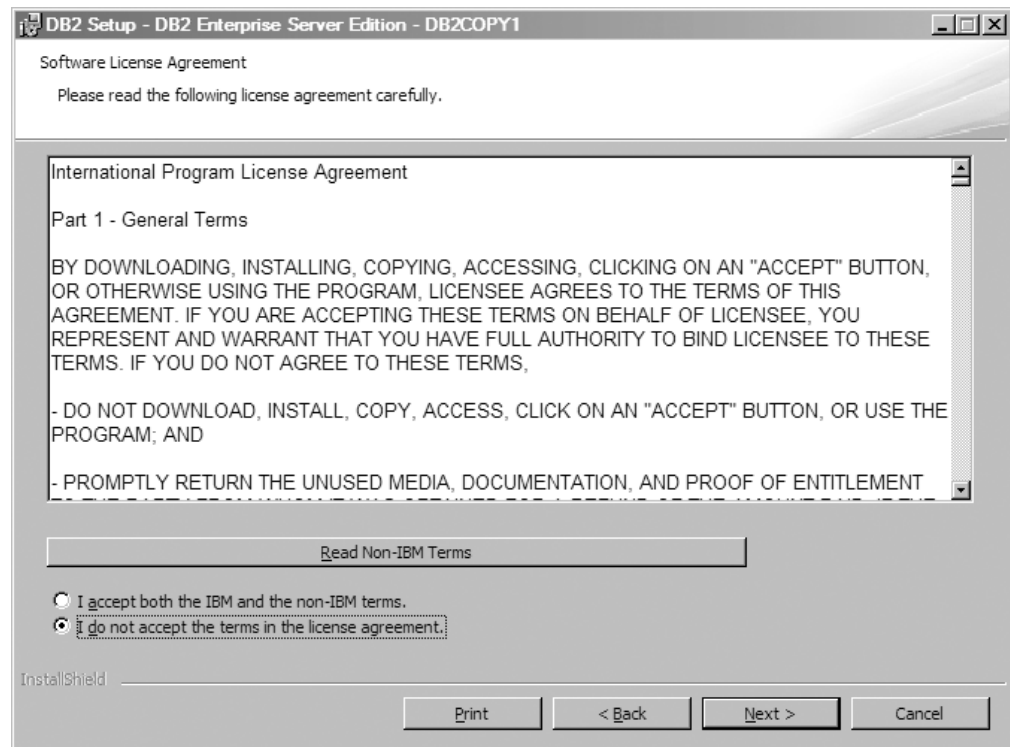 DB2 Setup - DB2 Enterprise Server Edition - DB2COPY1
Software License Agreement
Please read the following license agreement carefully.
International Program License Agreement
Part 1 - General Terms
BY DOWNLOADING, INSTALLING, COPYING, ACCESSING, CLICKING ON AN "ACCEPT" BUTTON,
OR OTHERWISE USING THE PROGRAM, LICENSEE AGREES TO THE TERMS OF THIS
AGREEMENT. IF YOU ARE ACCEPTING THESE TERMS ON BEHALF OF LICENSEE, YOU
REPRESENT AND WARRANT THAT YOU HAVE FULL AUTHORITY TO BIND LICENSEE TO THESE
TERMS. IF YOU DO NOT AGREE TO THESE TERMS,
- DO NOT DOWNLOAD, INSTALL, COPY, ACCESS, CLICK ON AN "ACCEPT" BUTTON, OR USE THE
PROGRAM; AND
- PROMPTLY RETURN THE UNUSED MEDIA, DOCUMENTATION, AND PROOF OF ENTITLEMENT
Read Non-IBM Terms
I accept both the IBM and the non-IBM terms.
I do not accept the terms in the license agreement.
InstallShield
Print
< Back
Next >
Cancel